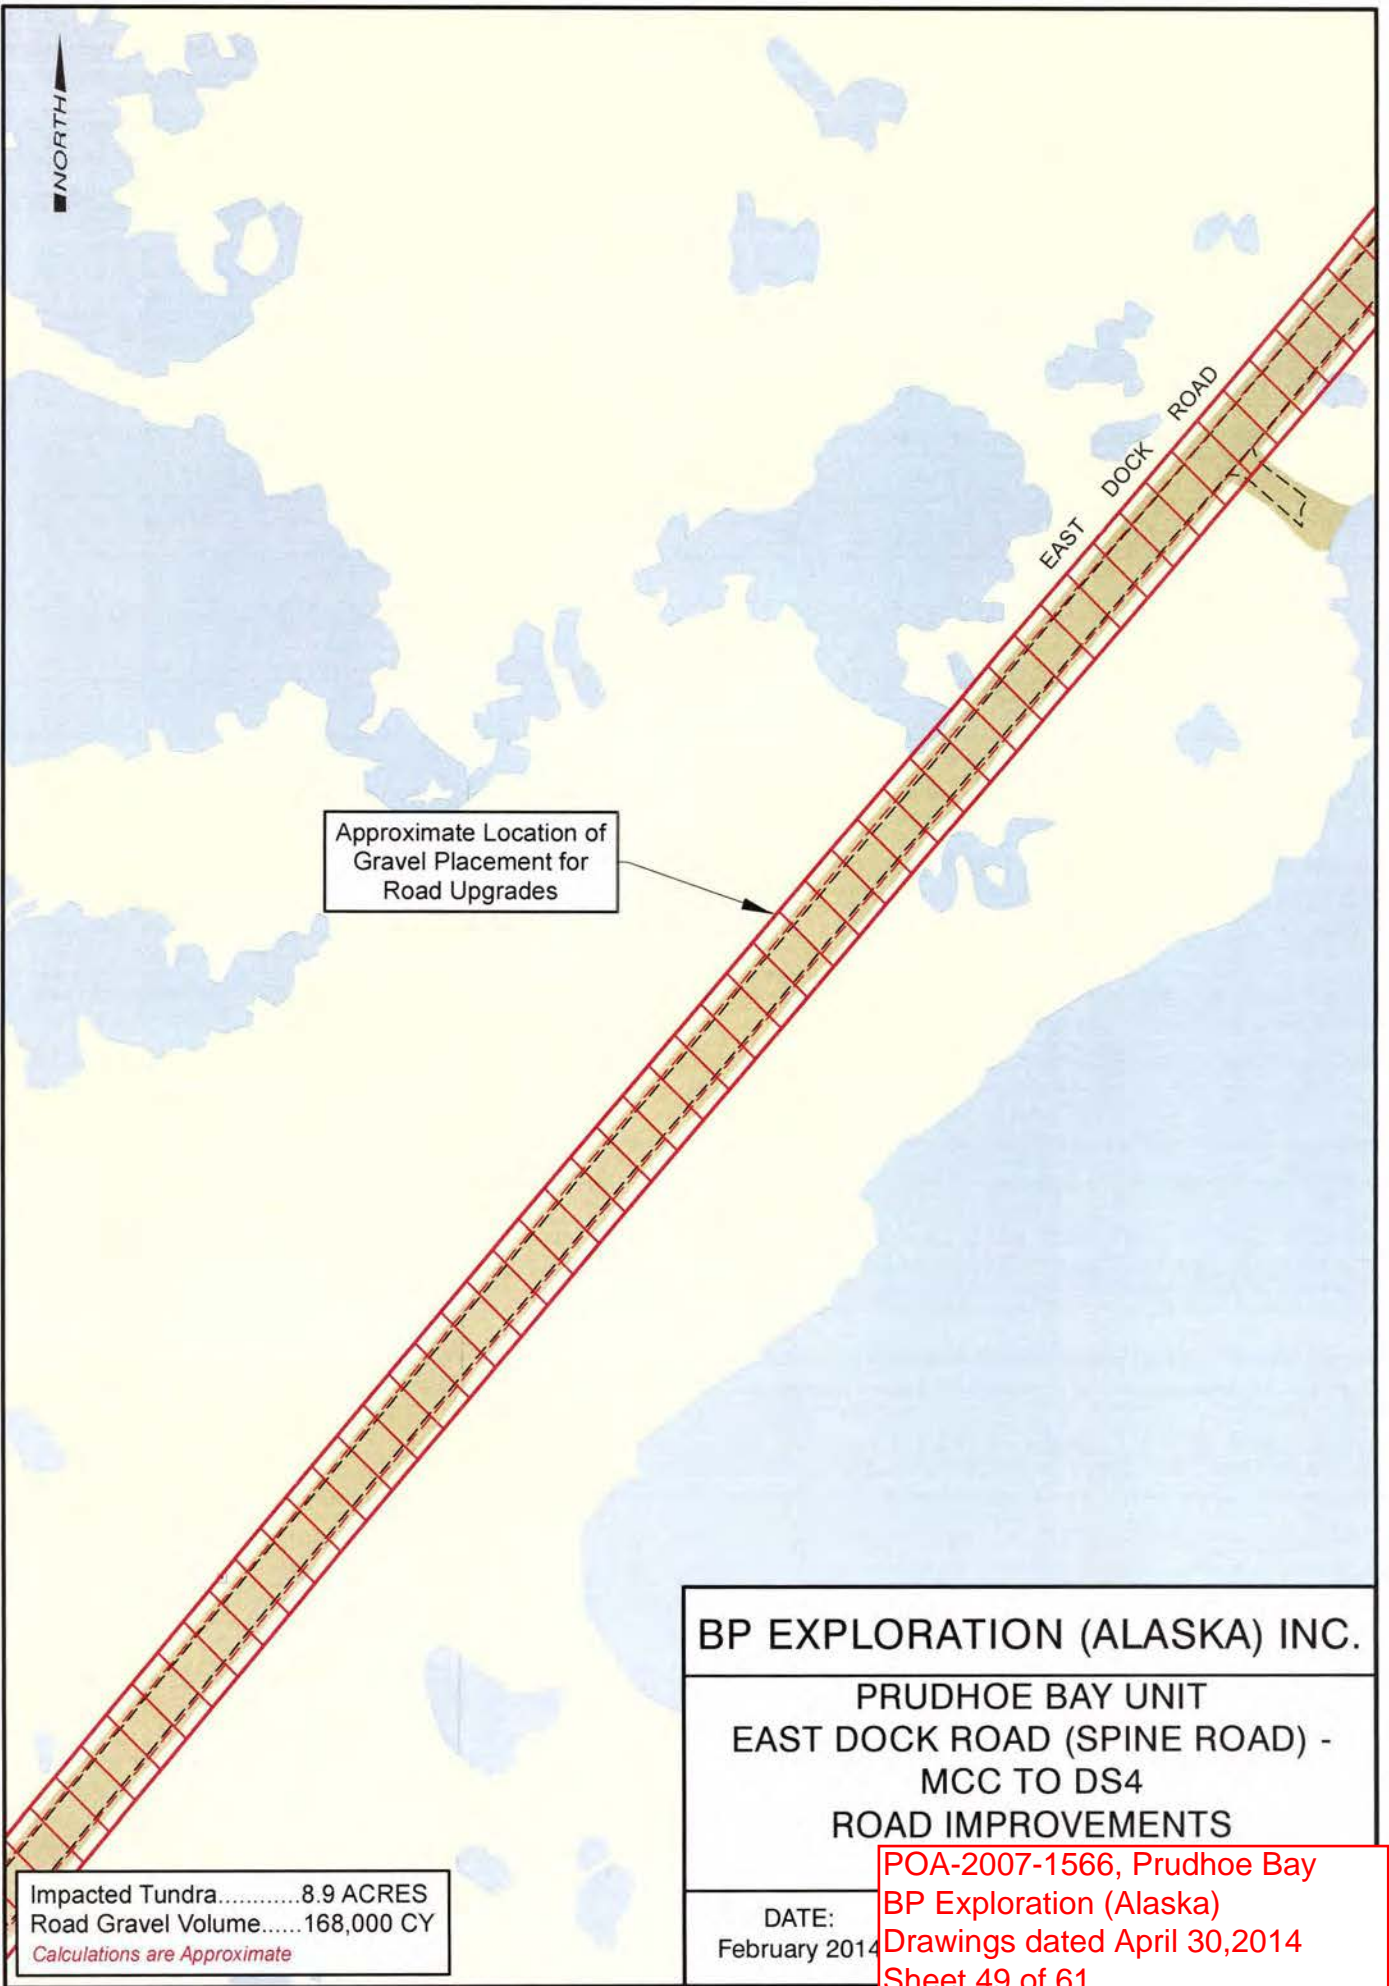 NORTH
EAST DOCK ROAD
Approximate Location of
Gravel Placement for
Road Upgrades
BP EXPLORATION (ALASKA) INC.
PRUDHOE BAY UNIT
EAST DOCK ROAD (SPINE ROAD) -
MCC TO DS4
ROAD IMPROVEMENTS
Impacted Tundra............8.9 ACRES
Road Gravel Volume......168,000 CY
Calculations are Approximate
DATE:
February 2014
POA-2007-1566, Prudhoe Bay
BP Exploration (Alaska)
Drawings dated April 30,2014
Sheet 49 of 61